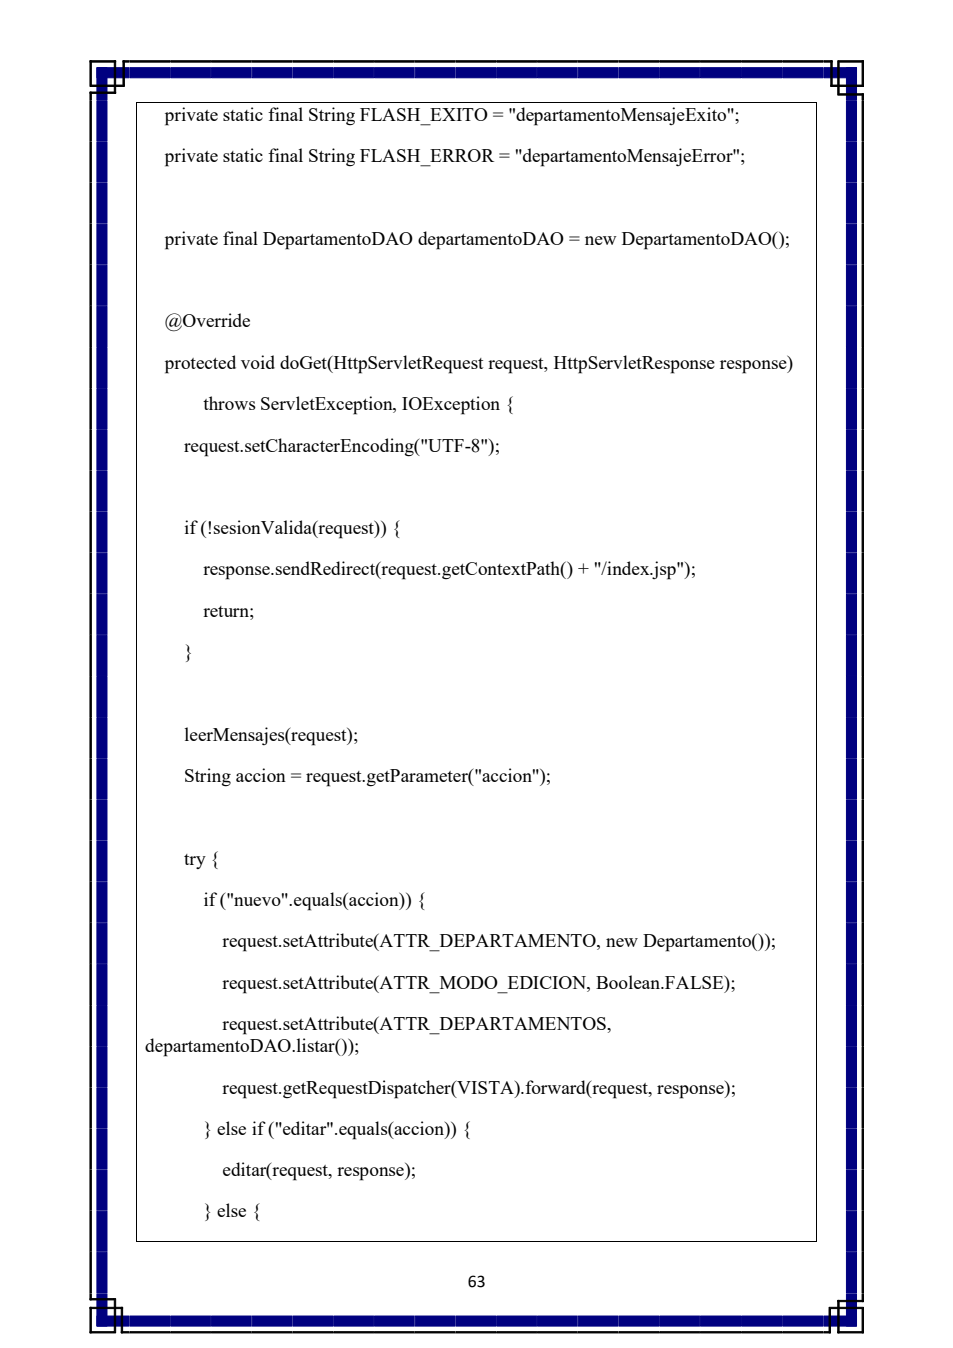 private static final String FLASH_EXITO = "departamentoMensajeExito";
private static final String FLASH_ERROR = "departamentoMensajeError";
private final DepartamentoDAO departamentoDAO = new DepartamentoDAO();
@Override
protected void doGet(HttpServletRequest request, HttpServletResponse response)
throws ServletException, IOException {
request.setCharacterEncoding("UTF-8");
if (!sesionValida(request)) {
response.sendRedirect(request.getContextPath() + "/index.jsp");
return;
}
leerMensajes(request);
String accion = request.getParameter("accion");
try {
if ("nuevo".equals(accion)) {
request.setAttribute(ATTR_DEPARTAMENTO, new Departamento());
request.setAttribute(ATTR_MODO_EDICION, Boolean.FALSE);
request.setAttribute(ATTR_DEPARTAMENTOS,
departamentoDAO.listar());
request.getRequestDispatcher(VISTA).forward(request, response);
} else if ("editar".equals(accion)) {
editar(request, response);
} else {
63